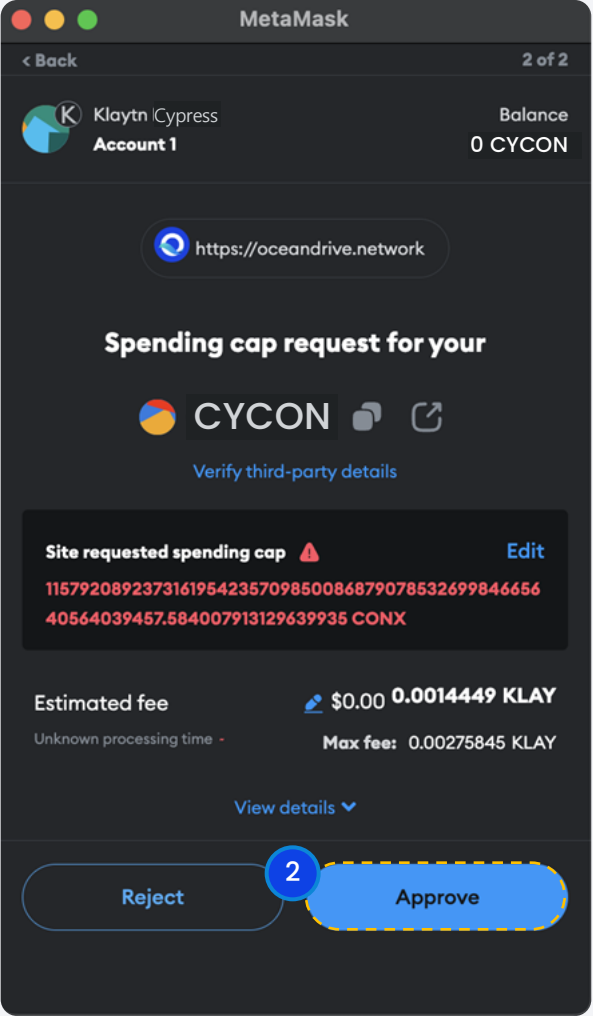 MetaMask
< Back
2 of 2
K
Klaytn Cypress
Balance
Account 1
0 CYCON
https://oceandrive.network
Spending cap request for your
CYCON
Verify third-party details
Site requested spending cap
Edit
115792089237316195423570985008687907853269984665​6
40564039457.584007913129639935 CONX
Estimated fee
$0.00 0.0014449 KLAY
Unknown processing time -
Max fee: 0.00275845 KLAY
View details
2
Reject
Approve